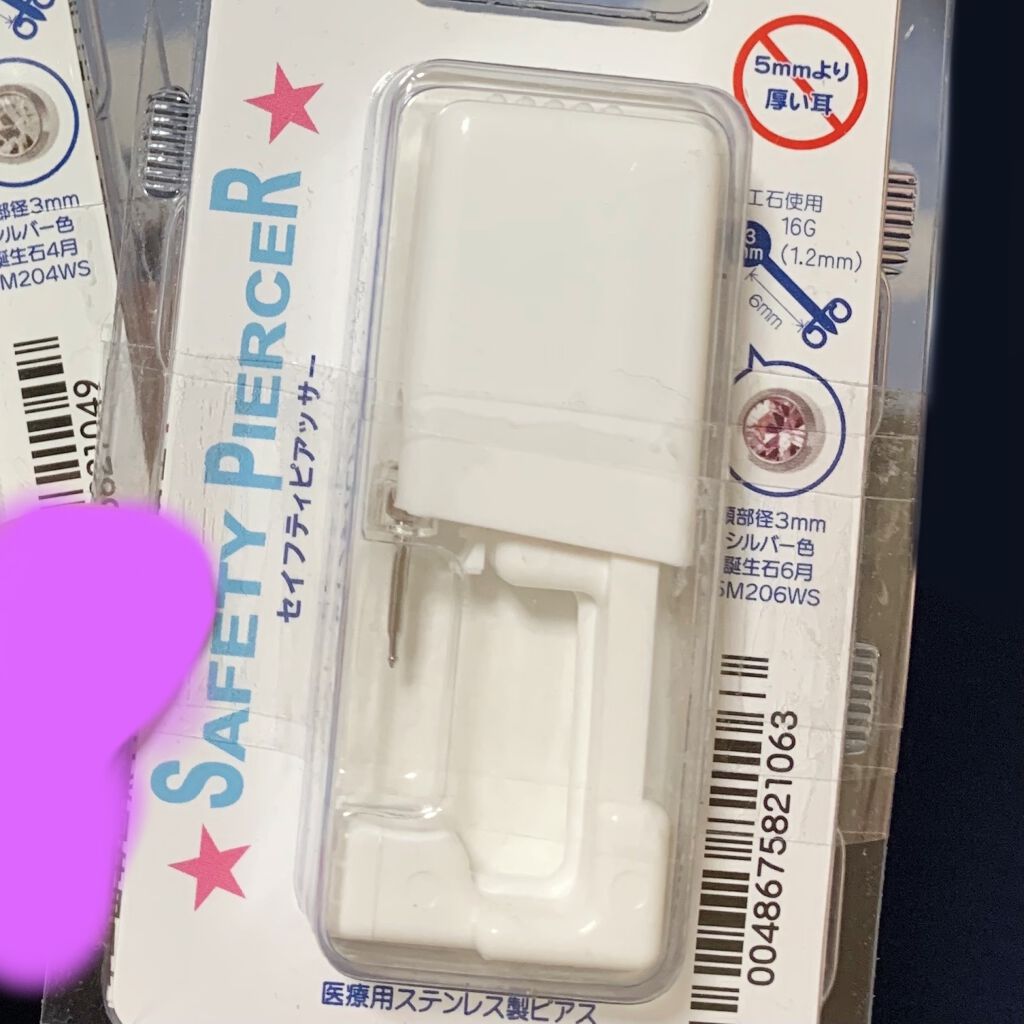 5mmより
厚い耳
工石使用
16G
(1.2mm)
3
6mm
SAFETY PIERCER
セイフティピアッサー
部径3mm
シルバー色
誕生石4月
M204WS
頭部径3mm
シルバー色
誕生石6月
SM206WS
0048675821063
医療用ステンレス製ピアス